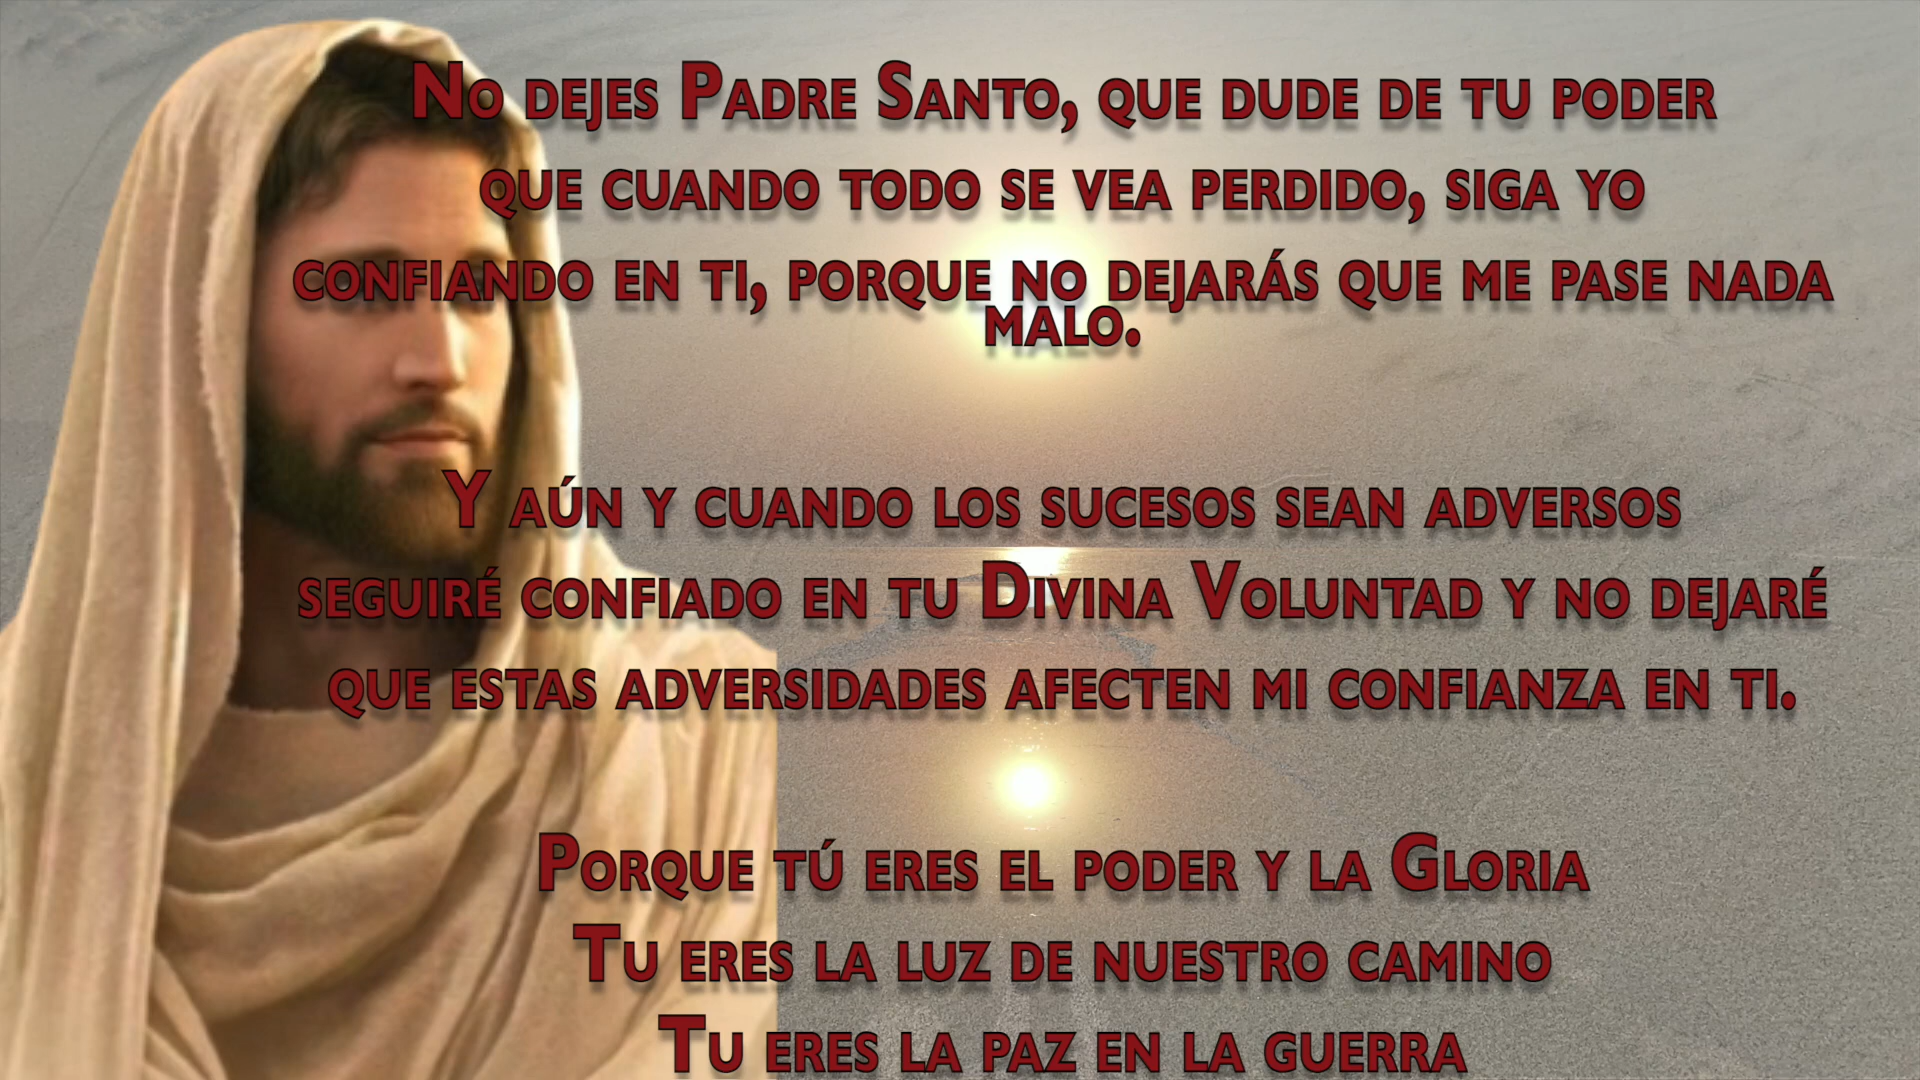 No dejes Padre Santo, que dude de tu poder
que cuando todo se vea perdido, siga yo
confiando en ti, porque no dejarás que me pase nada
malo.
Y aún y cuando los sucesos sean adversos
seguiré confiado en tu Divina Voluntad y no dejaré
que estas adversidades afecten mi confianza en ti.
Porque tú eres el poder y la Gloria
Tu eres la luz de nuestro camino
Tu eres la paz en la guerra